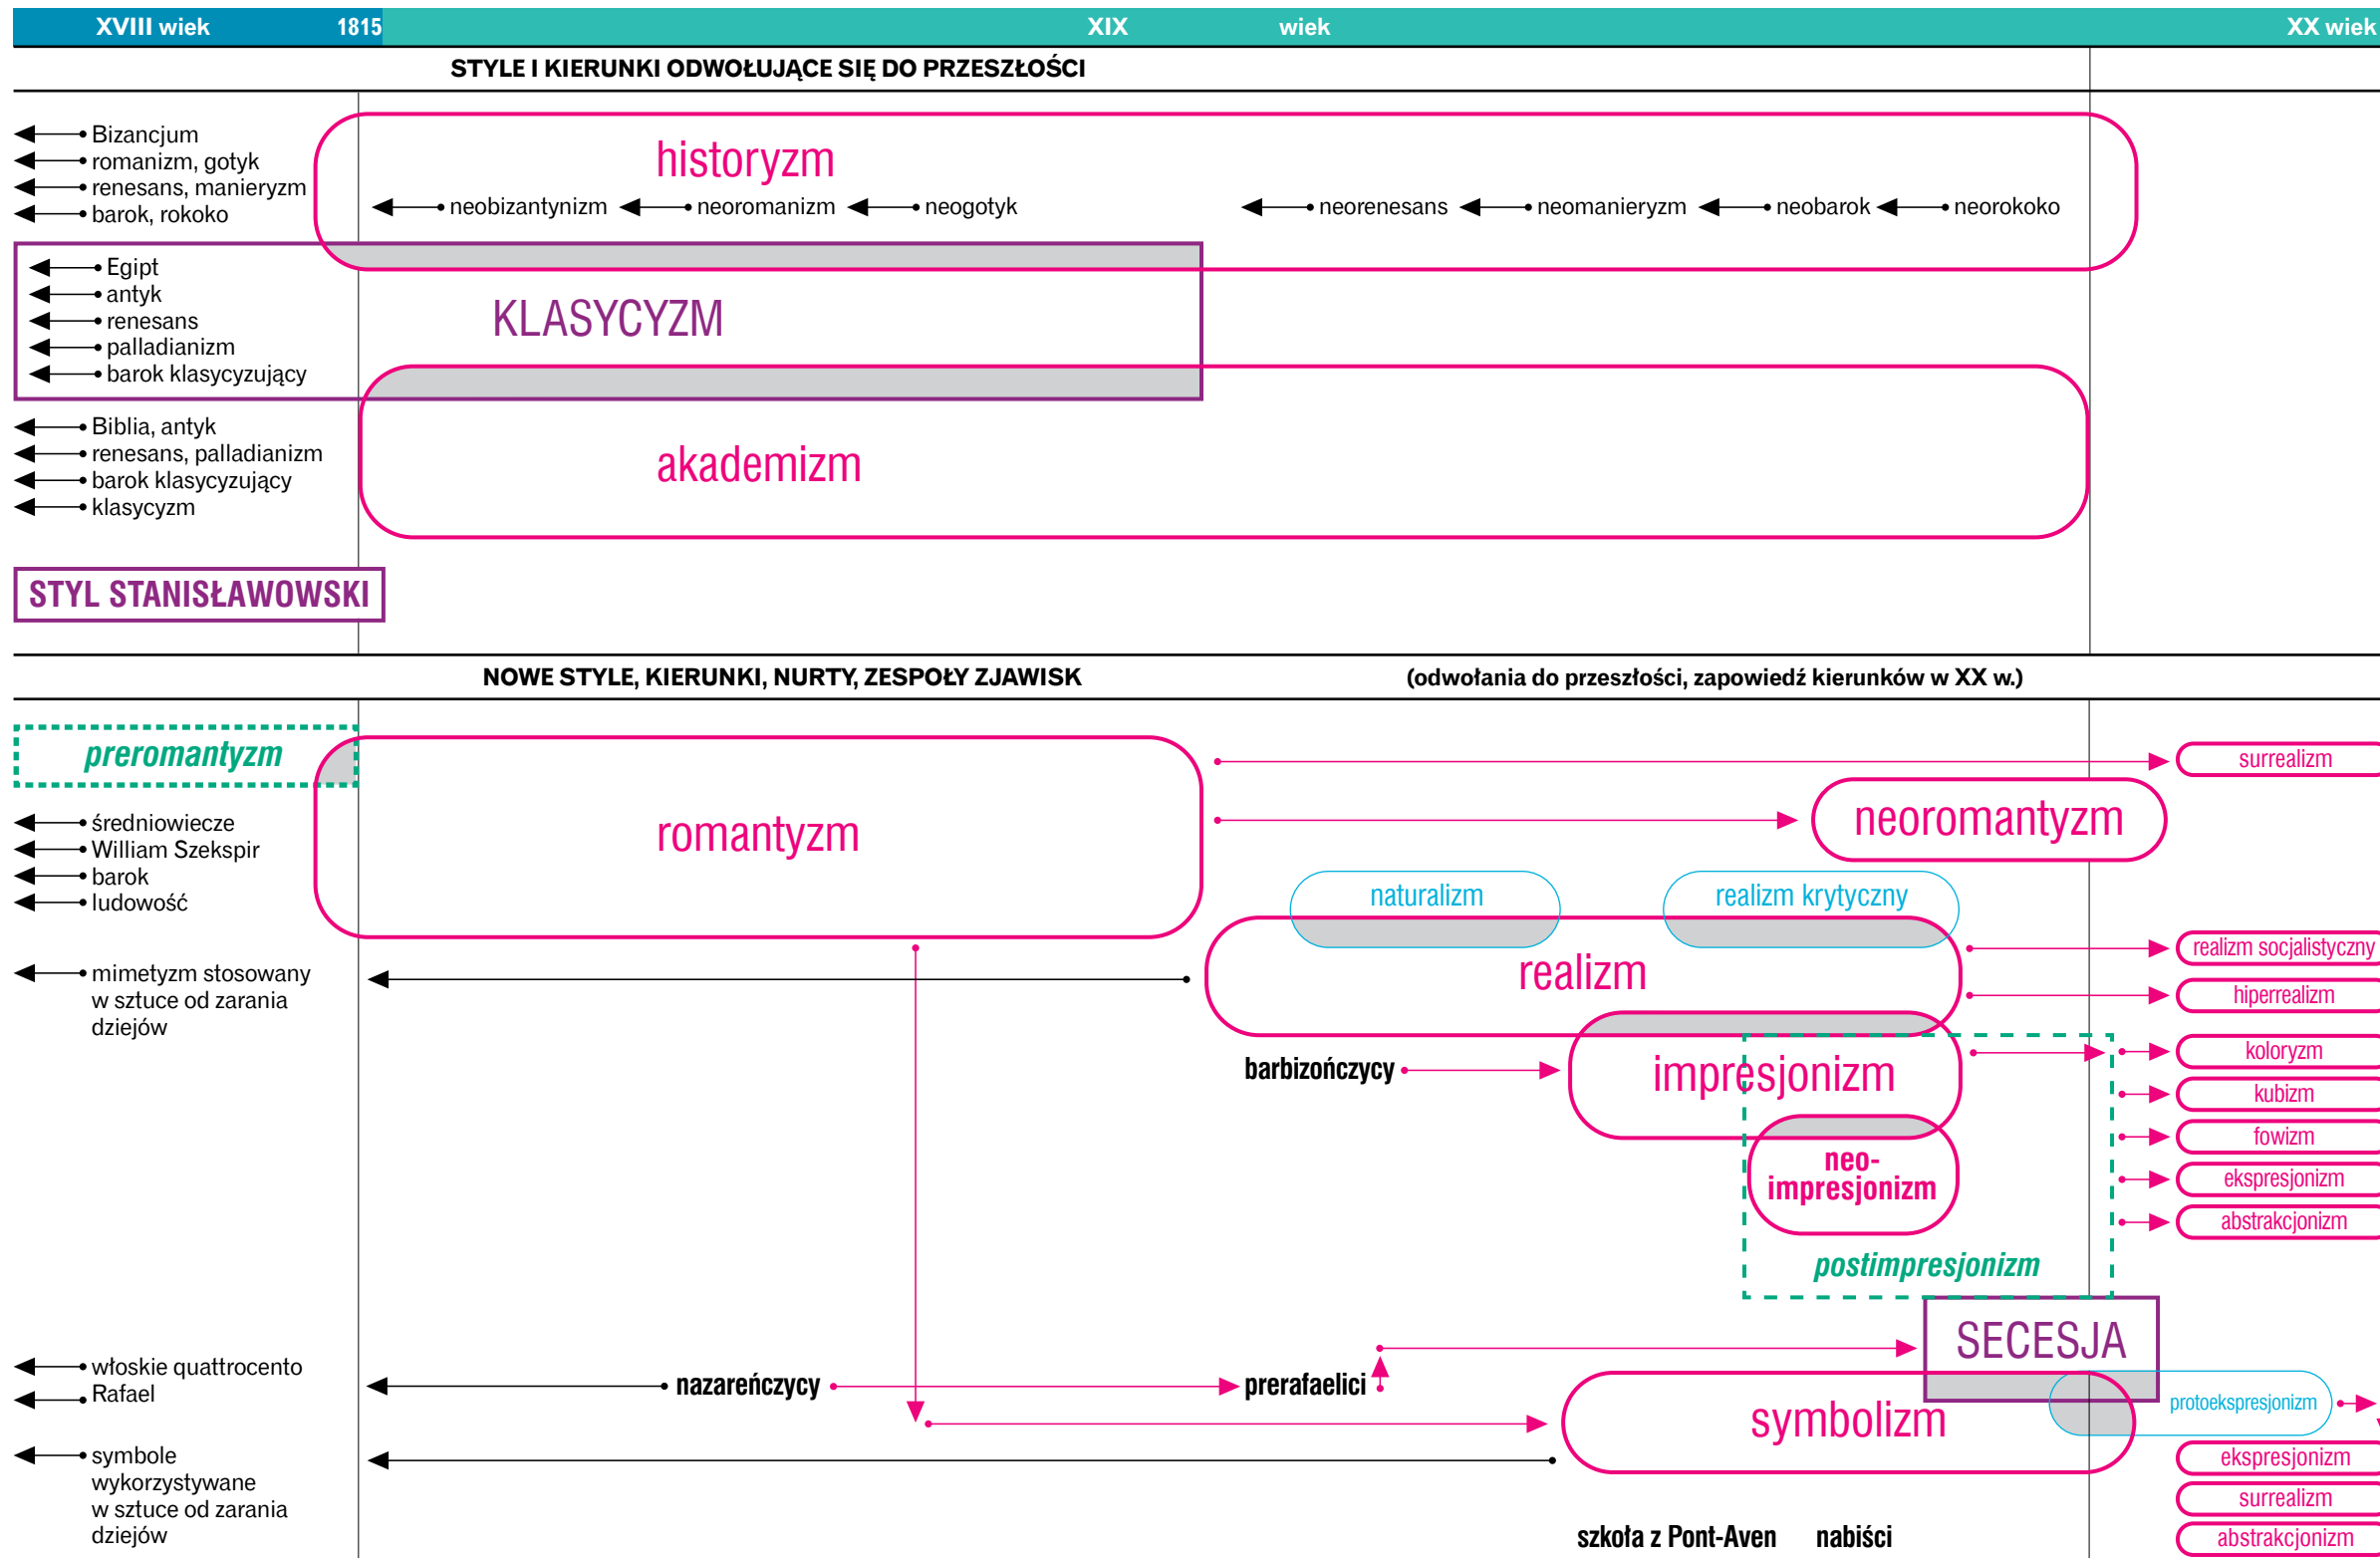 XVIII wiek 1815 XIX wiek XX wiek
STYLE I KIERUNKI ODWOŁUJĄCE SIĘ DO PRZESZŁOŚCI
Bizancjum
romanizm, gotyk
renesans, manieryzm
barok, rokoko
historyzm
neobizantynizm neoromanizm neogotyk neorenesans neomanieryzm neobarok neorokoko
Egipt
antyk
renesans
palladianizm
barok klasycyzujący
KLASYCYZM
Biblia, antyk
renesans, palladianizm
barok klasycyzujący
klasycyzm
akademizm
STYL STANISŁAWOWSKI
NOWE STYLE, KIERUNKI, NURTY, ZESPOŁY ZJAWISK (odwołania do przeszłości, zapowiedź kierunków w XX w.)
preromantyzm
surrealizm
średniowiecze
William Szekspir
barok
ludowość
romantyzm
neoromantyzm
naturalizm
realizm krytyczny
mimetyzm stosowany
w sztuce od zarania
dziejów
realizm
realizm socjalistyczny
hiperrealizm
barbizończycy
impresjonizm
koloryzm
kubizm
fowizm
ekspresjonizm
abstrakcjonizm
neo-
impresjonizm
postimpresjonizm
SECESJA
włoskie quattrocento
Rafael
nazareńczycy
prerafaelici
protoekspresjonizm
symbolizm
symbole
wykorzystywane
w sztuce od zarania
dziejów
ekspresjonizm
surrealizm
abstrakcjonizm
szkoła z Pont-Aven nabiści